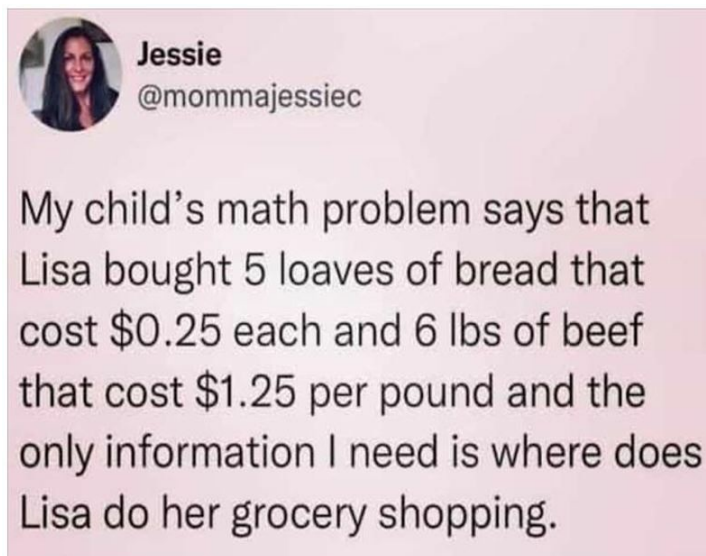 Jessie
@mommajessiec
My child's math problem says that
Lisa bought 5 loaves of bread that
cost $0.25 each and 6 lbs of beef
that cost $1.25 per pound and the
only information I need is where does
Lisa do her grocery shopping.